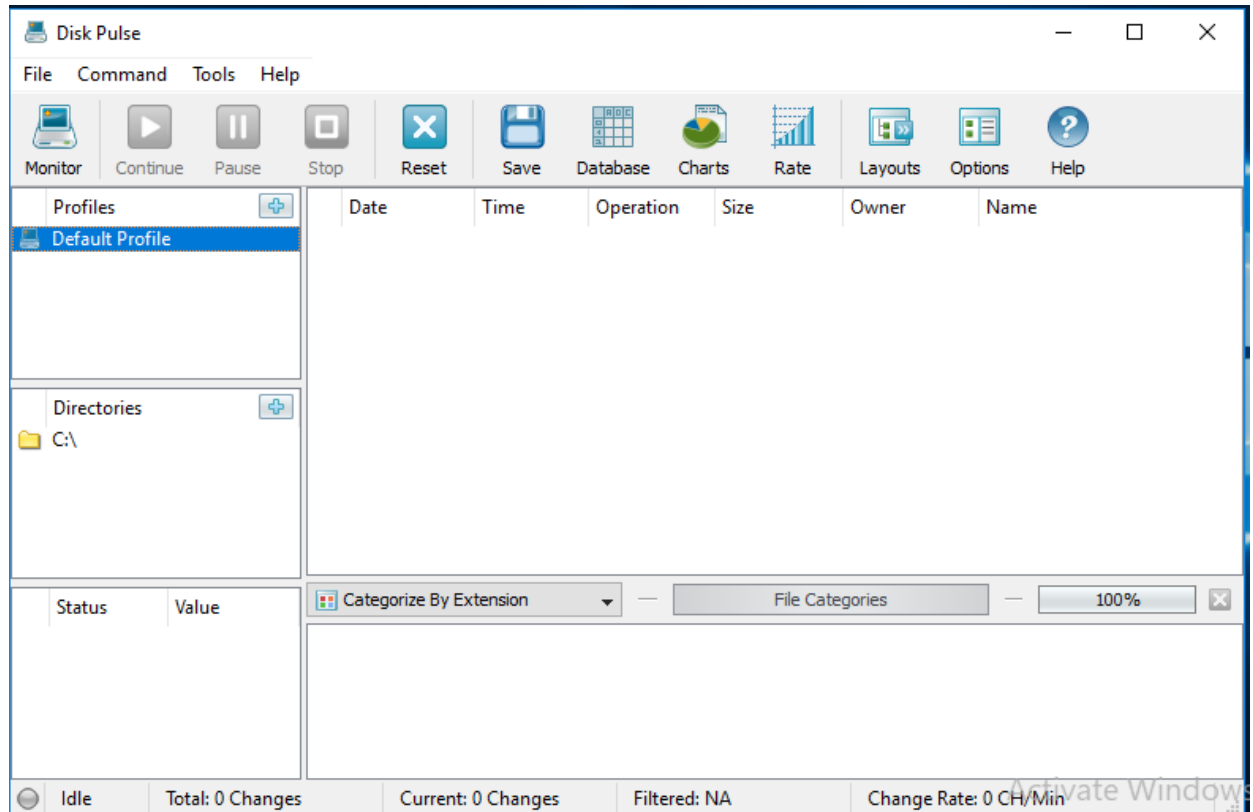 Disk Pulse
File Command Tools Help
Monitor Continue Pause Stop Reset Save Database Charts Rate Layouts Options Help
Profiles
Default Profile
Date Time Operation Size Owner Name
Directories
C:\
Status Value
Categorize By Extension File Categories 100%
Idle Total: 0 Changes Current: 0 Changes Filtered: NA Change Rate: 0 CH/Min
Activate Windows